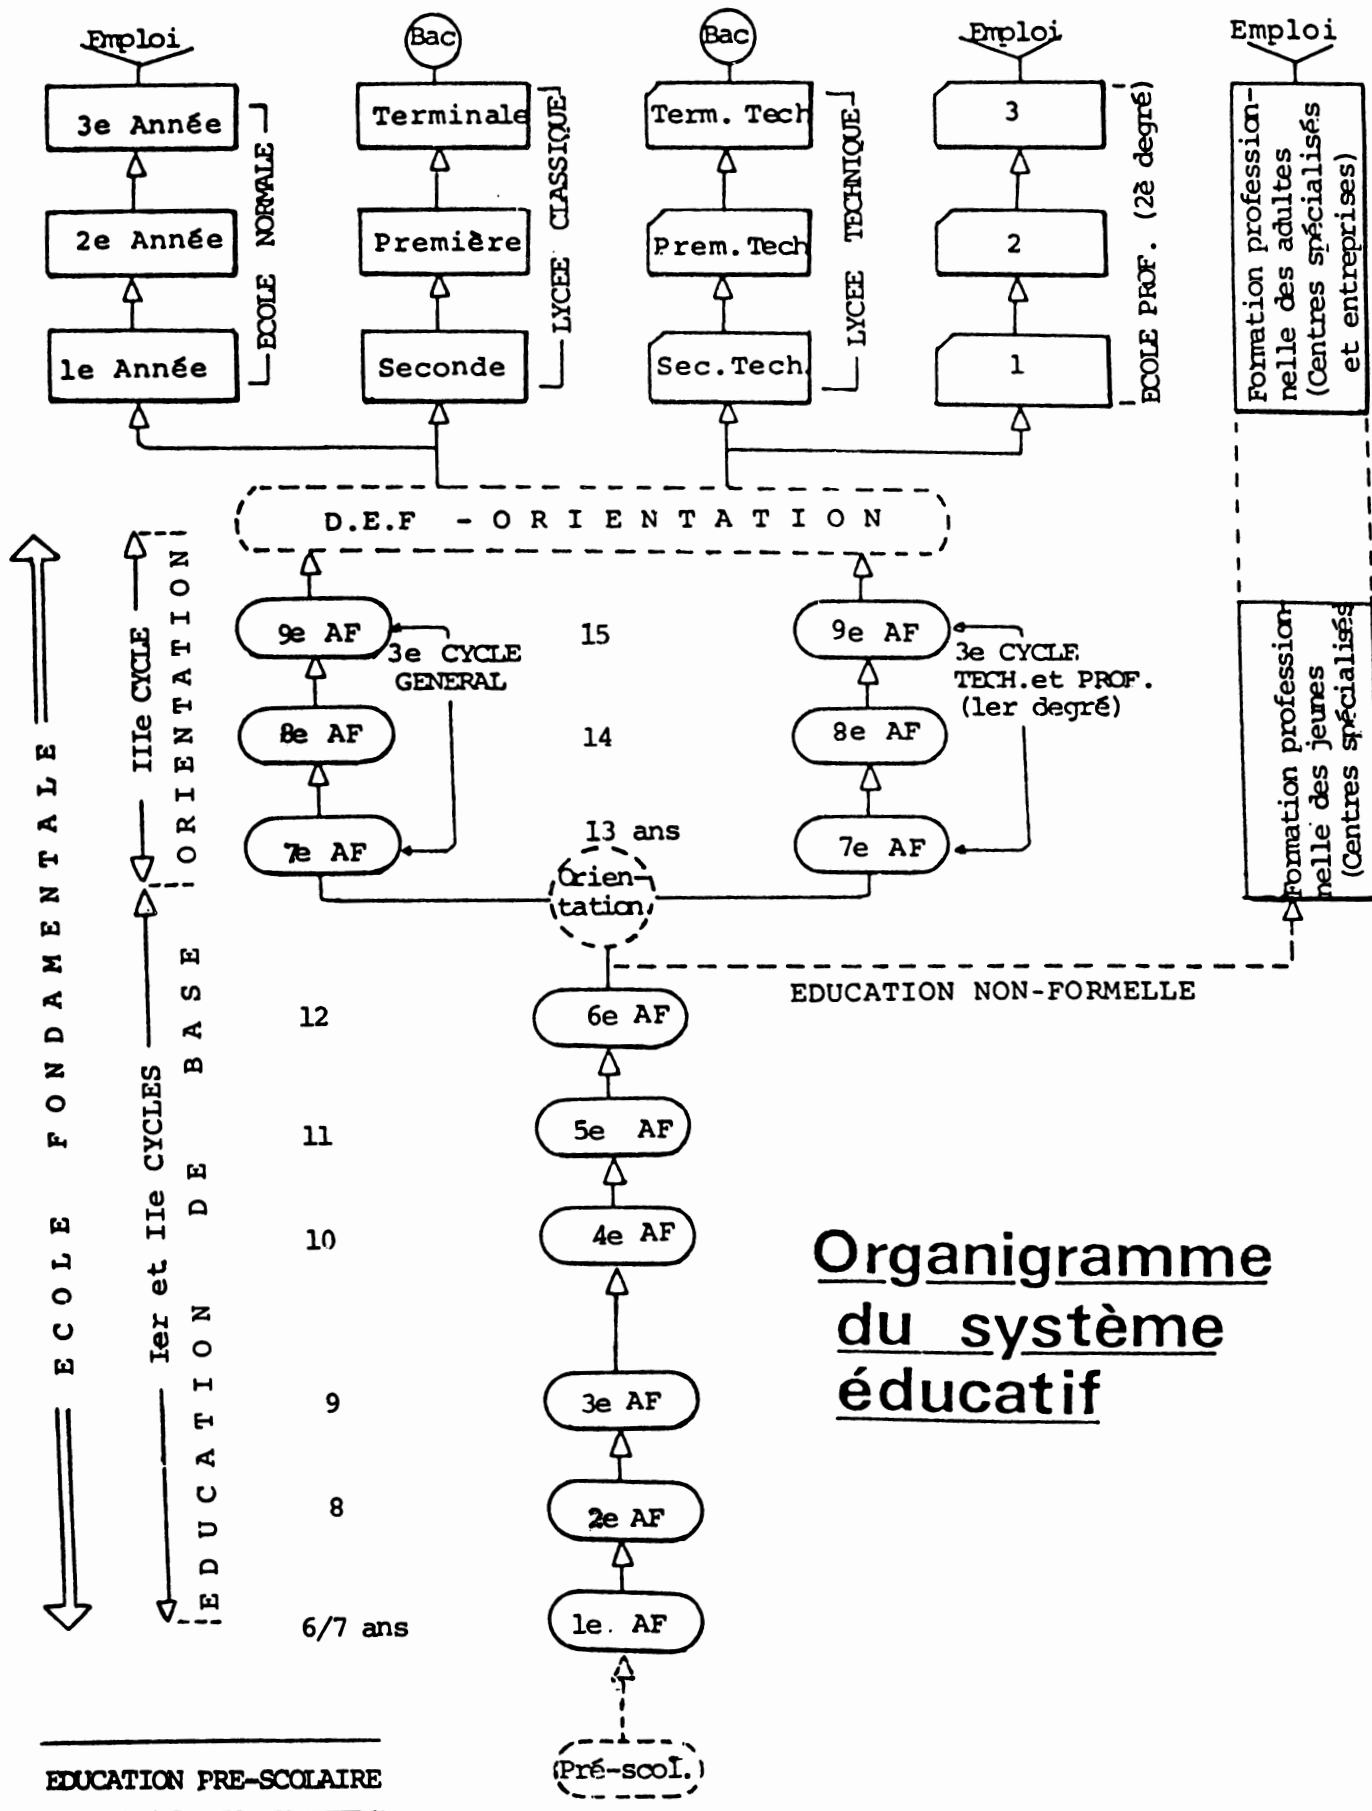 Emploi
Bac
Bac
Emploi
Emploi
3e Année
Terminale
Term. Tech
3
2e Année
Première
Prem.Tech
2
1e Année
Seconde
Sec.Tech.
1
ECOLE NORMALE
LYCEE CLASSIQUE
LYCEE TECHNIQUE
ECOLE PROF. (2è degré)
Formation profession-
nelle des adultes
(Centres spécialisés
et entreprises)
D.E.F - ORIENTATION
9e AF
15
9e AF
3e CYCLE
GENERAL
3e CYCLE
TECH.et PROF.
(1er degré)
8e AF
14
8e AF
7e AF
13 ans
7e AF
Orien-
tation
Formation profession
nelle des jeunes
(Centres spécialisés
EDUCATION NON-FORMELLE
ECOLE FONDAMENTALE
IIIe CYCLE
ORIENTATION
Ier et IIe CYCLES
EDUCATION DE BASE
12
6e AF
11
5e AF
10
4e AF
Organigramme
du système
éducatif
9
3e AF
8
2e AF
6/7 ans
1e. AF
Pré-scol.
EDUCATION PRE-SCOLAIRE